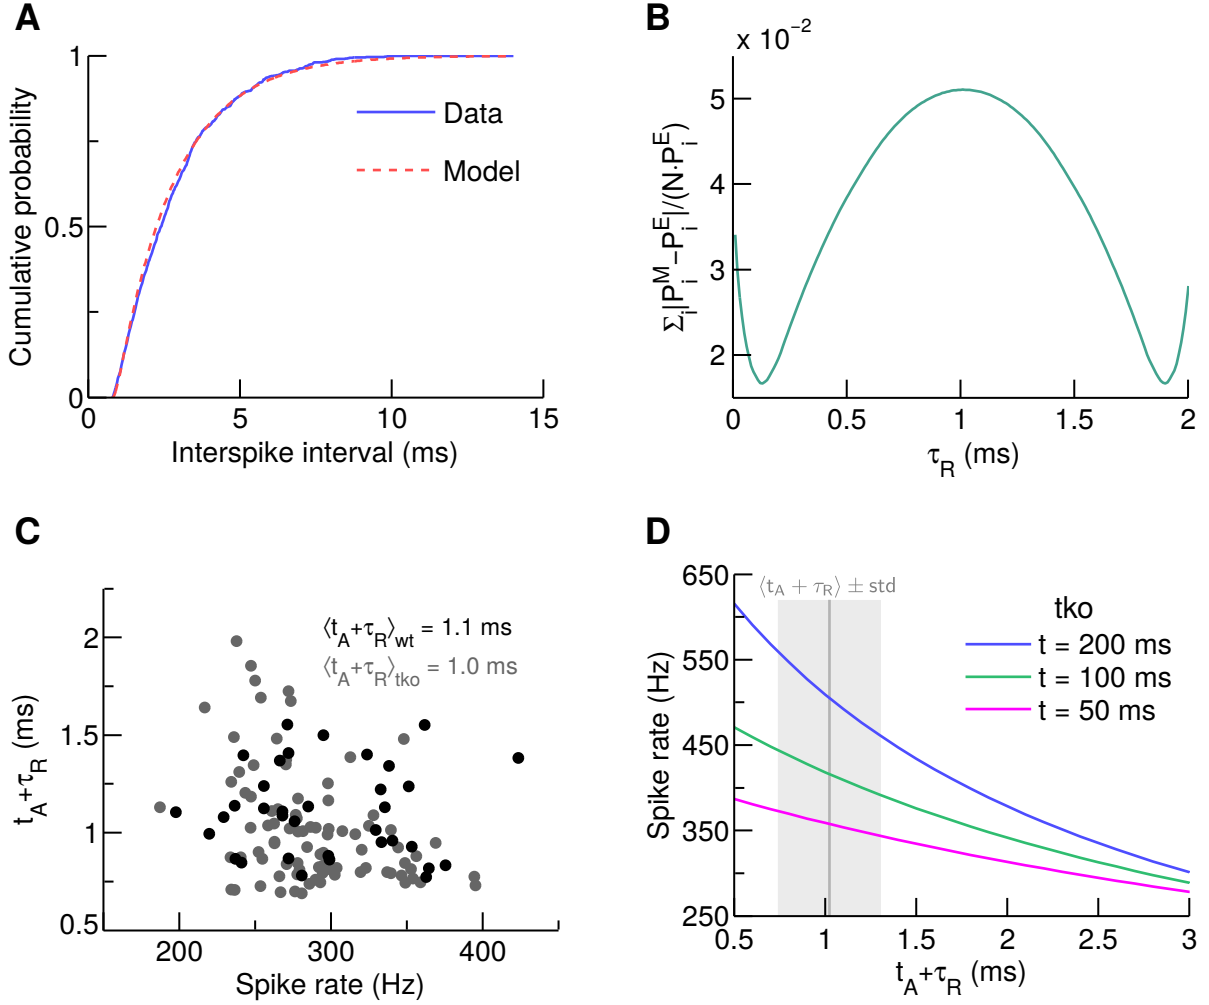 A
Cumulative probability
1
0.5
0
0
5
10
15
Interspike interval (ms)
Data
Model
B
x 10⁻²
Σᵢ|Pᵢᴹ−Pᵢᴱ|/(N·Pᵢᴱ)
5
4
3
2
0
0.5
1
1.5
2
τ_R (ms)
C
t_A+τ_R (ms)
2
1.5
1
0.5
200
300
400
Spike rate (Hz)
⟨t_A+τ_R⟩_wt = 1.1 ms
⟨t_A+τ_R⟩_tko = 1.0 ms
D
Spike rate (Hz)
650
550
450
350
250
0.5
1
1.5
2
2.5
3
t_A+τ_R (ms)
⟨t_A + τ_R⟩ ± std
tko
t = 200 ms
t = 100 ms
t = 50 ms